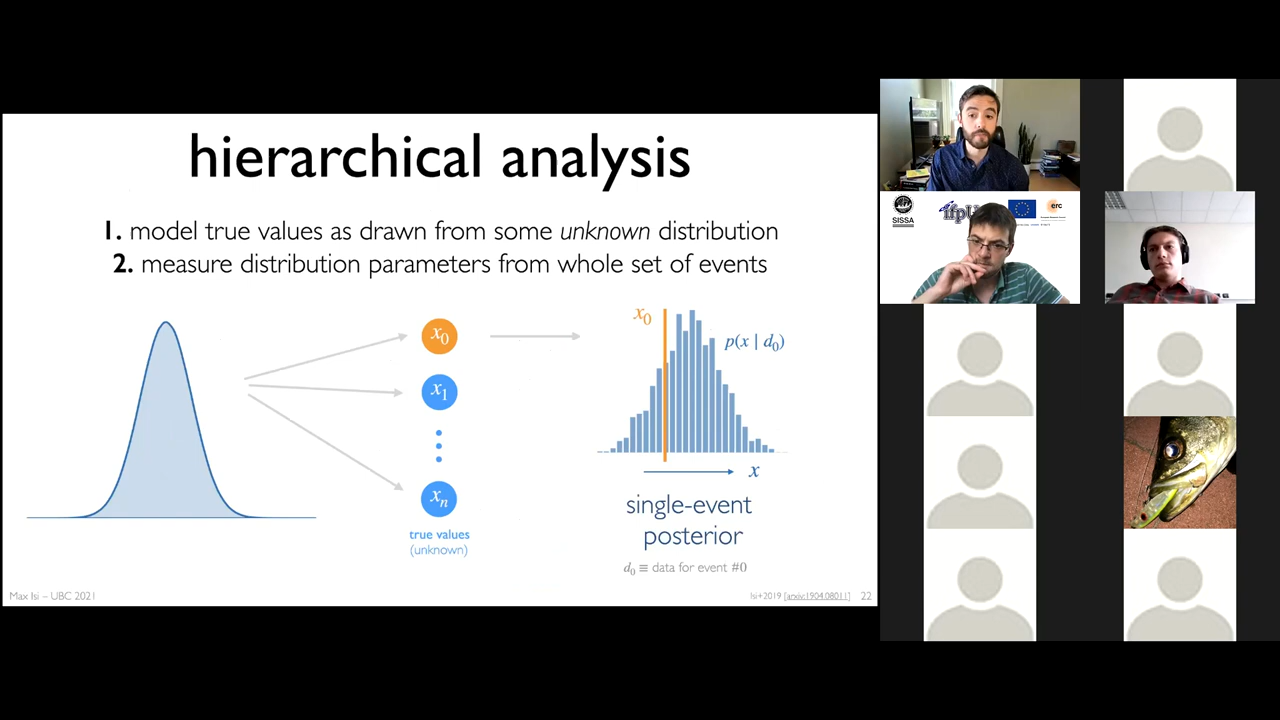 hierarchical analysis
1. model true values as drawn from some unknown distribution
2. measure distribution parameters from whole set of events
x₀
x₁
xₙ
true values
(unknown)
x₀
p(x | d₀)
x
single-event
posterior
d₀ ≡ data for event #0
Max Isi – UBC 2021
Isi+2019 [arxiv:1904.08011] 22
SISSA
erc